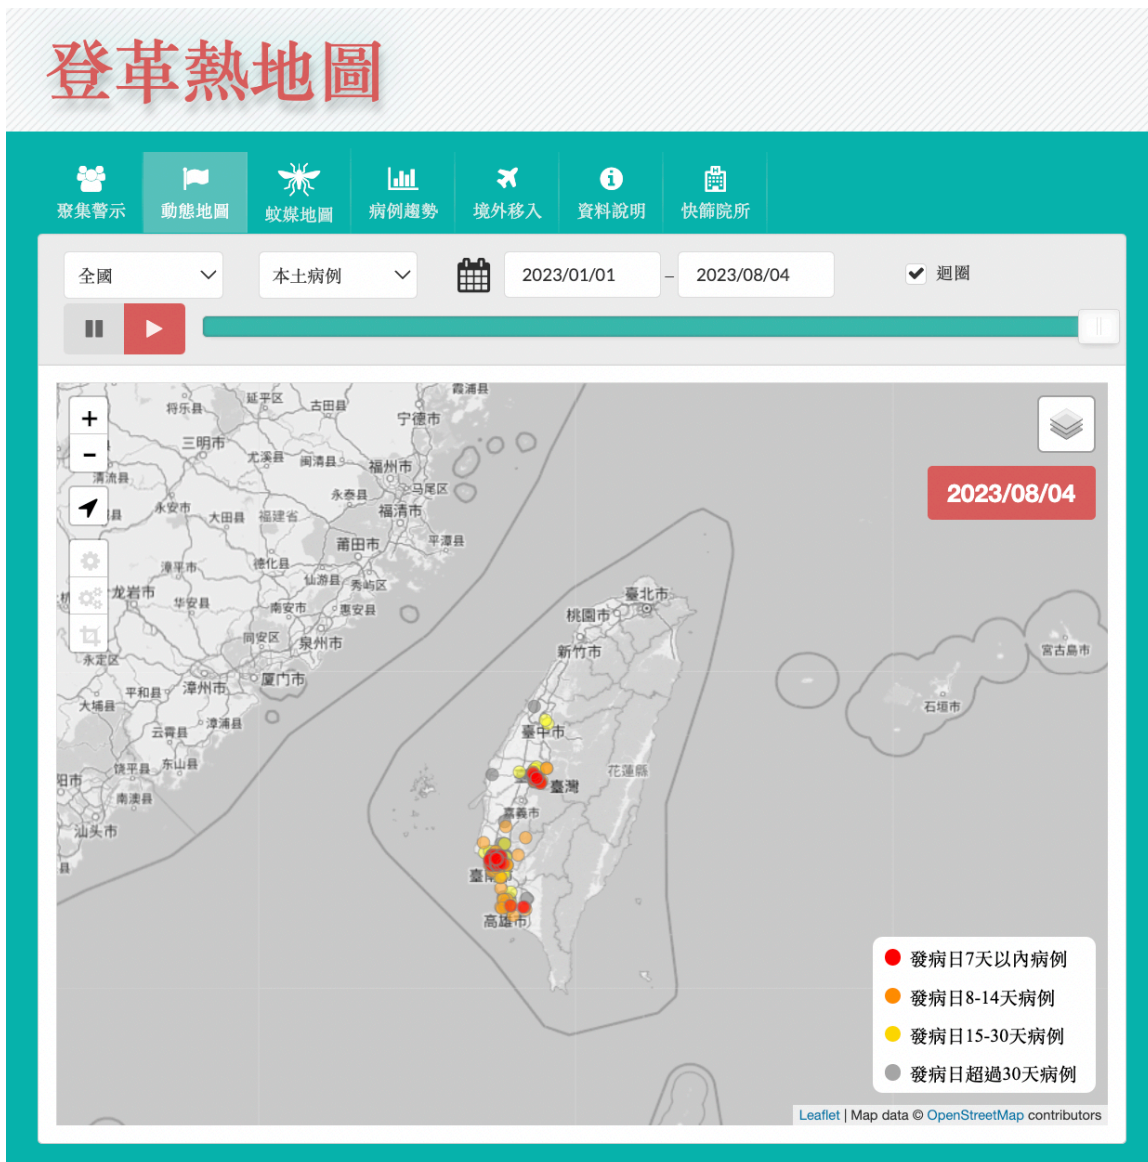 登革熱地圖
聚集警示
動態地圖
蚊媒地圖
病例趨勢
境外移入
資料說明
快篩院所
全國
本土病例
2023/01/01
–
2023/08/04
迴圈
+
−
2023/08/04
霞浦县
延平区
将乐县
古田县
宁德市
三明市
尤溪县
闽清县
福州市
清流县
永泰县
马尾区
永安市
大田县
福建省
福清市
莆田市
平潭县
漳平市
德化县
仙游县
秀屿区
龙岩市
华安县
南安市
惠安县
同安区
泉州市
永定区
厦门市
平和县
漳州市
大埔县
云霄县
漳浦县
饶平县
东山县
南澳县
汕头市
臺北市
桃園市
新竹市
宮古島市
石垣市
臺中市
花蓮縣
臺灣
嘉義市
高雄市
發病日7天以內病例
發病日8-14天病例
發病日15-30天病例
發病日超過30天病例
Leaflet | Map data © OpenStreetMap contributors